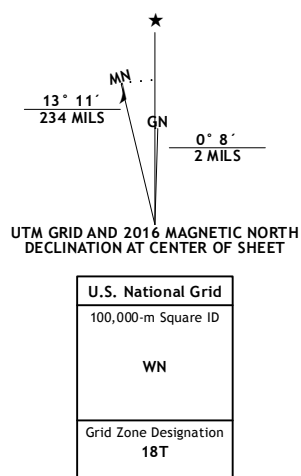 ★
MN
13° 11´
234 MILS
GN
0° 8´
2 MILS
UTM GRID AND 2016 MAGNETIC NORTH
DECLINATION AT CENTER OF SHEET
U.S. National Grid
100,000-m Square ID
WN
Grid Zone Designation
18T